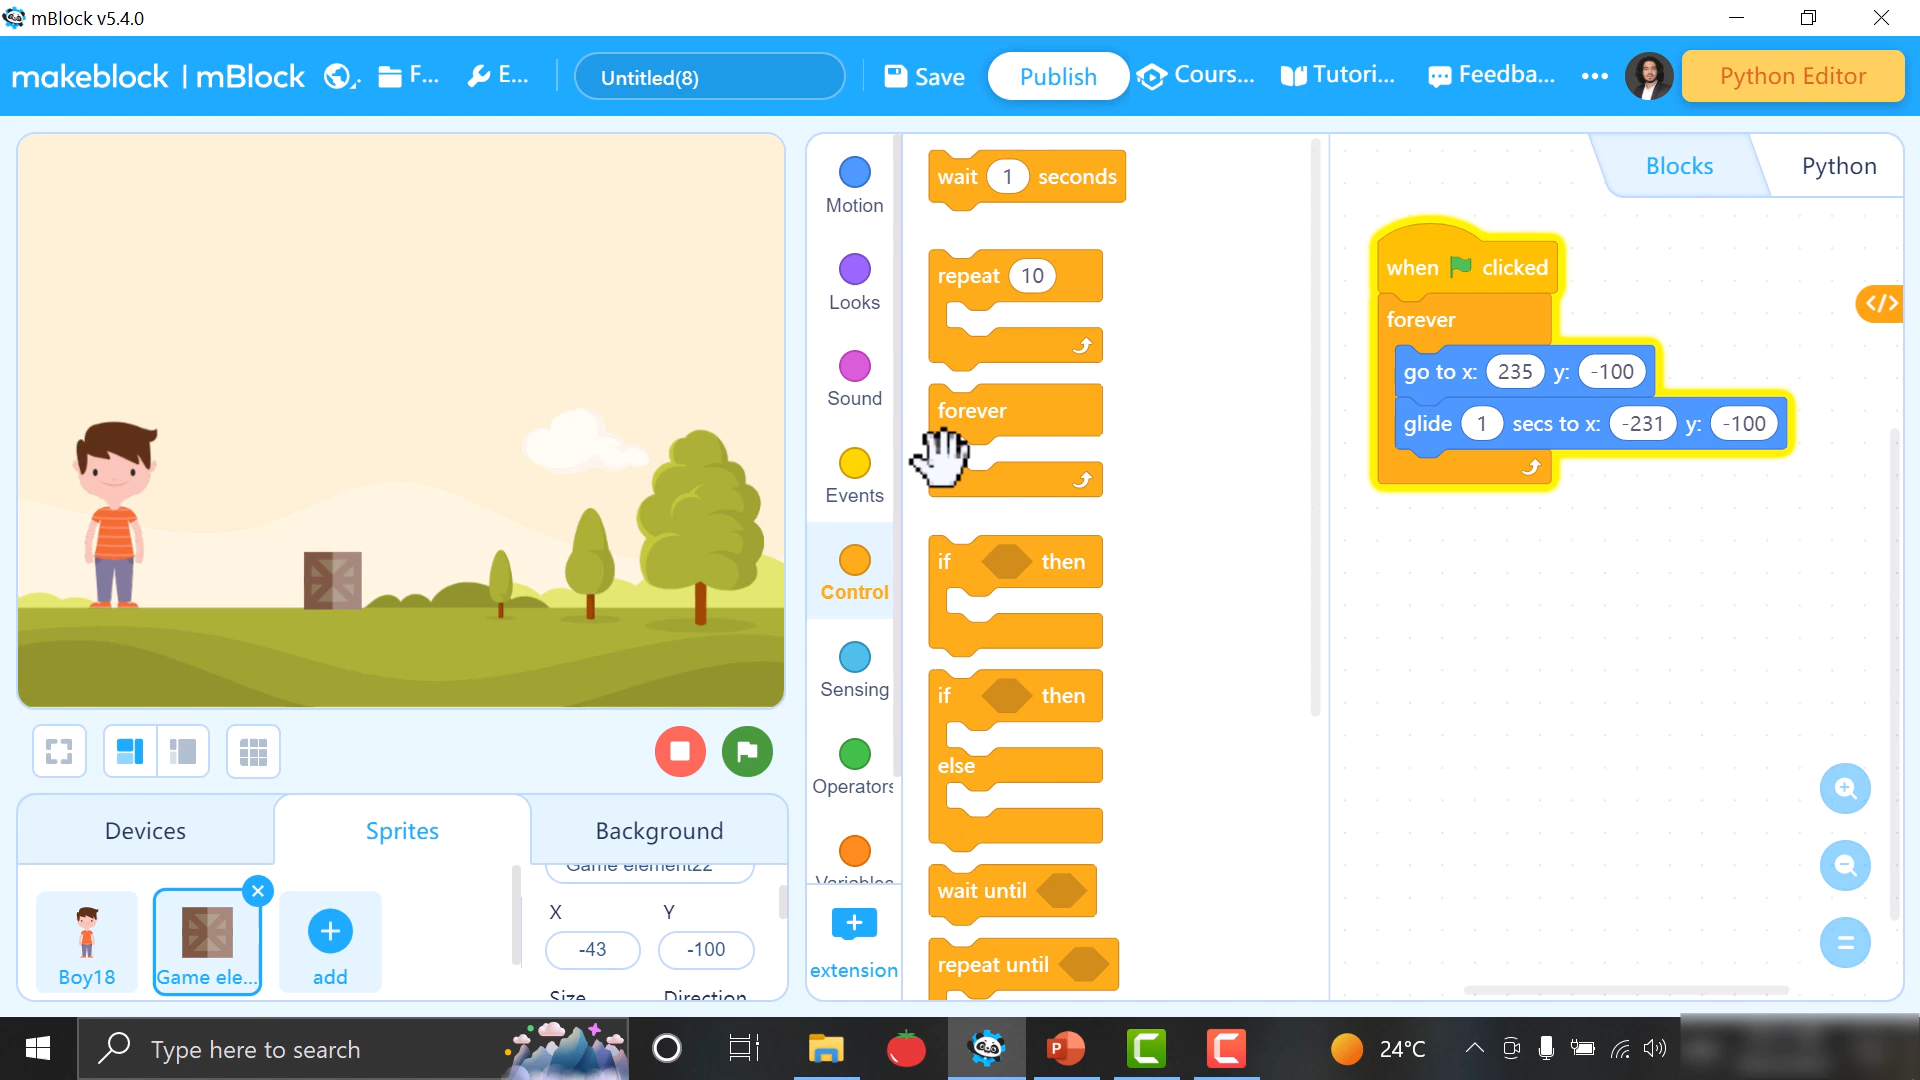 mBlock v5.4.0
makeblock | mBlock
F...
E...
Untitled(8)
Save
Publish
Cours...
Tutori...
Feedba...
Python Editor
Motion
Looks
Sound
Events
Control
Sensing
Operators
Variables
extension
wait 1 seconds
repeat 10
forever
if then
if then
else
wait until
repeat until
Blocks
Python
when clicked
forever
go to x: 235 y: -100
glide 1 secs to x: -231 y: -100
Devices
Sprites
Background
Boy18
Game ele...
add
Game element22
X
Y
-43
-100
Size
Direction
Type here to search
24°C